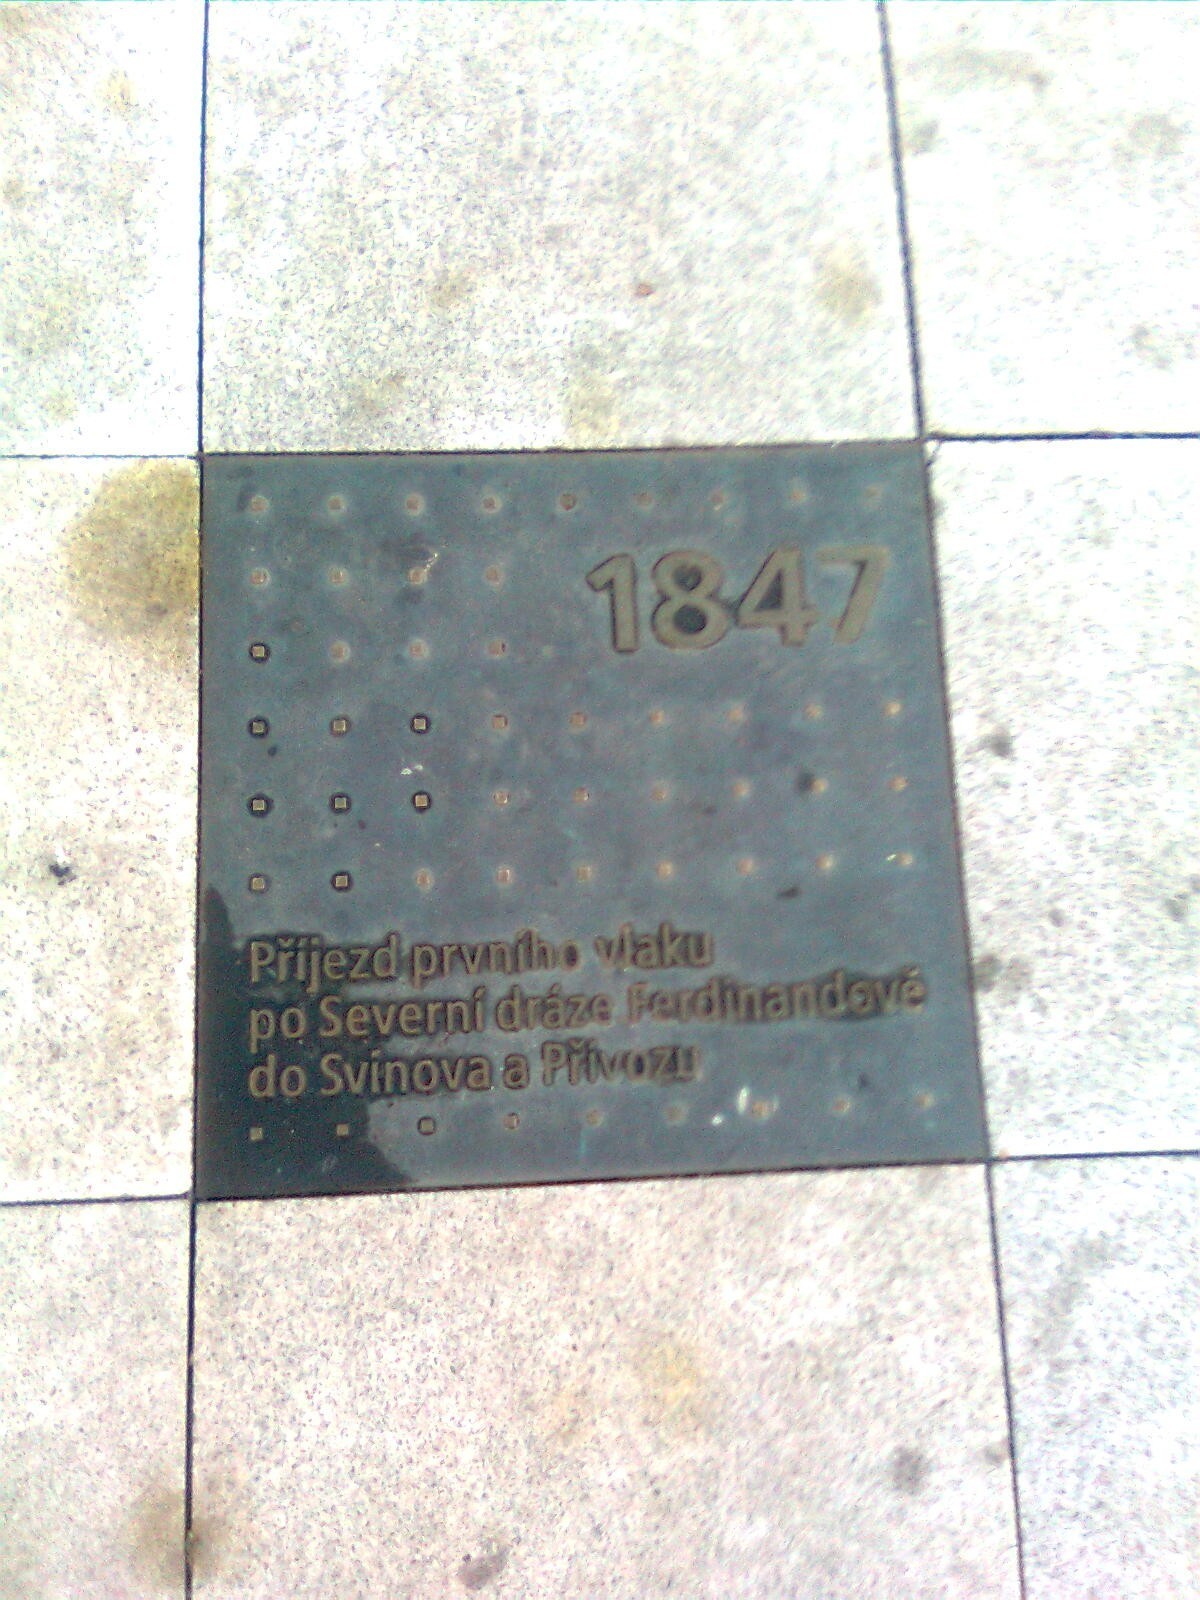 1847
Příjezd prvního vlaku
po Severní dráze Ferdinandově
do Svinova a Přívozu